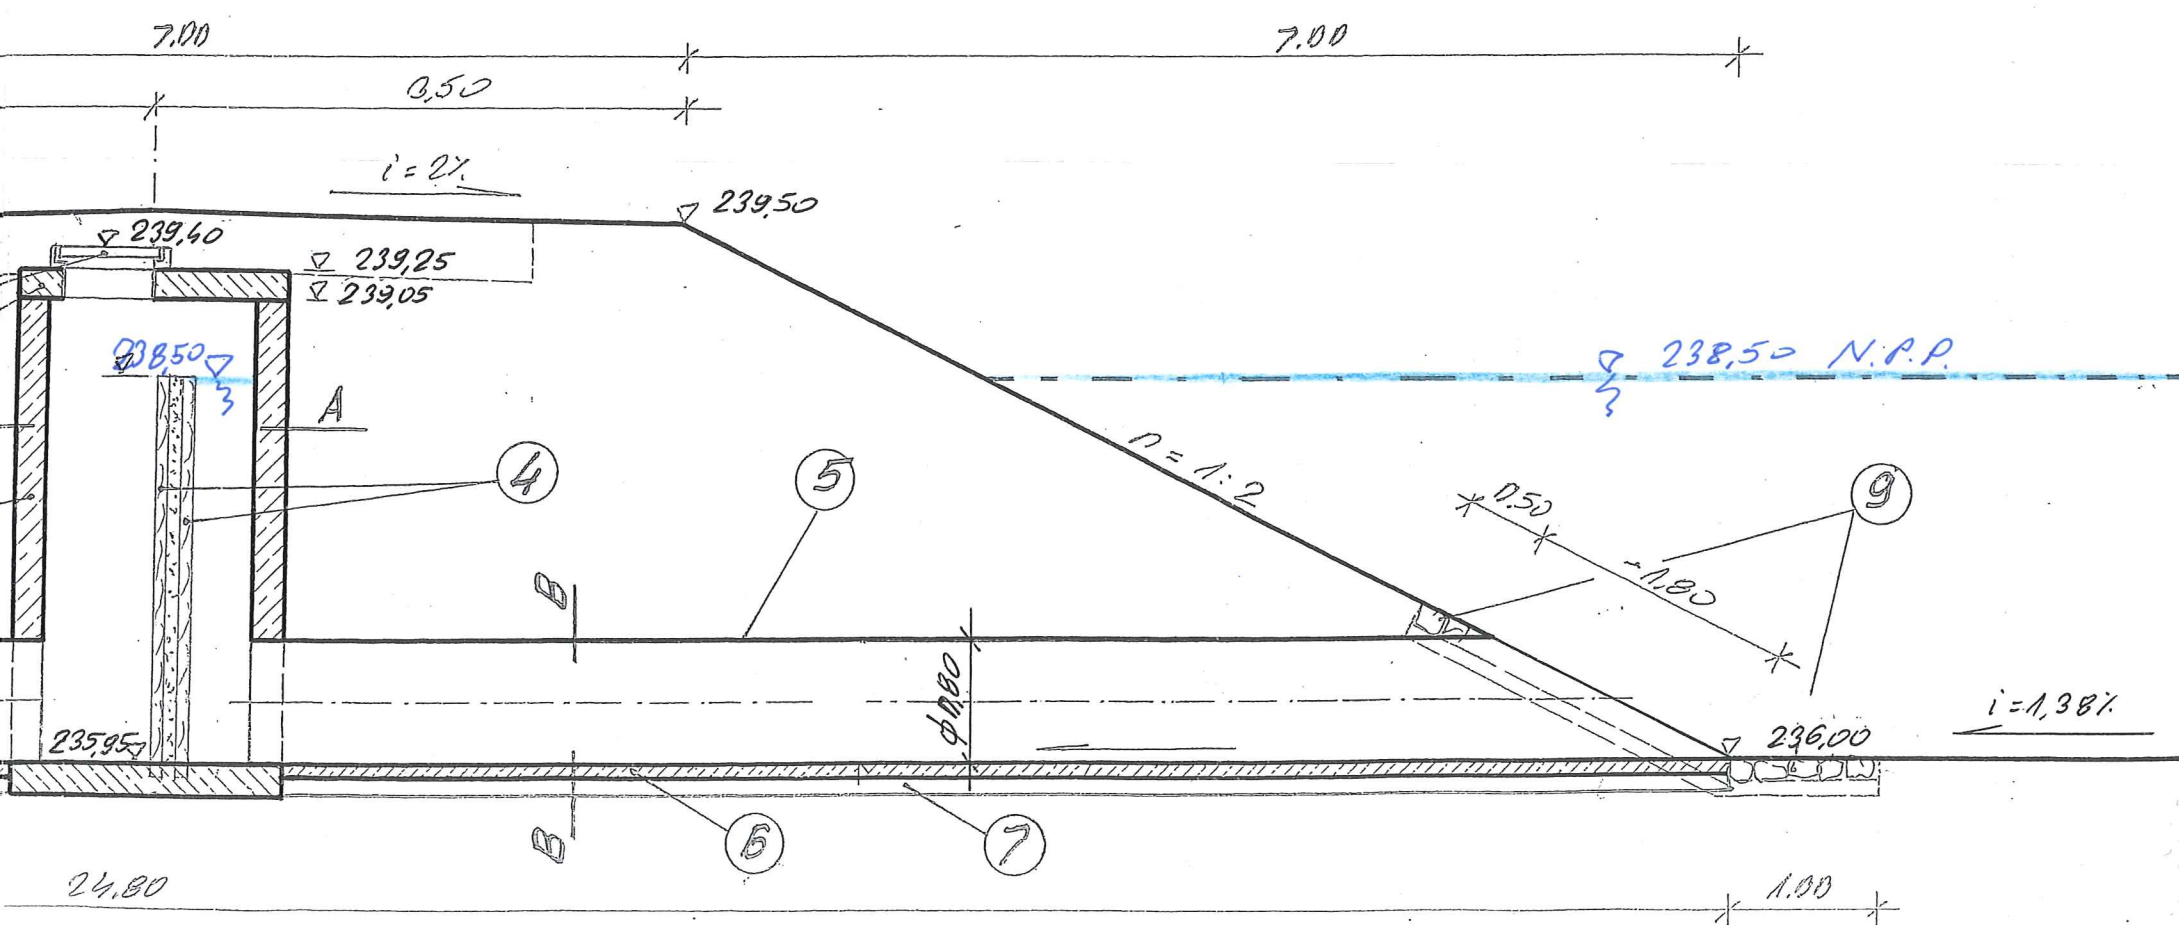 7.00
7.00
3,50
i = 2%
239,50
239,40
239,25
239,05
238,50
238,50 N.P.P.
A
4
5
n = 1:2
9
0.50
~1,80
B
φ 0,80
i = 1,38%
235,95
236,00
B
6
7
24.80
1.00